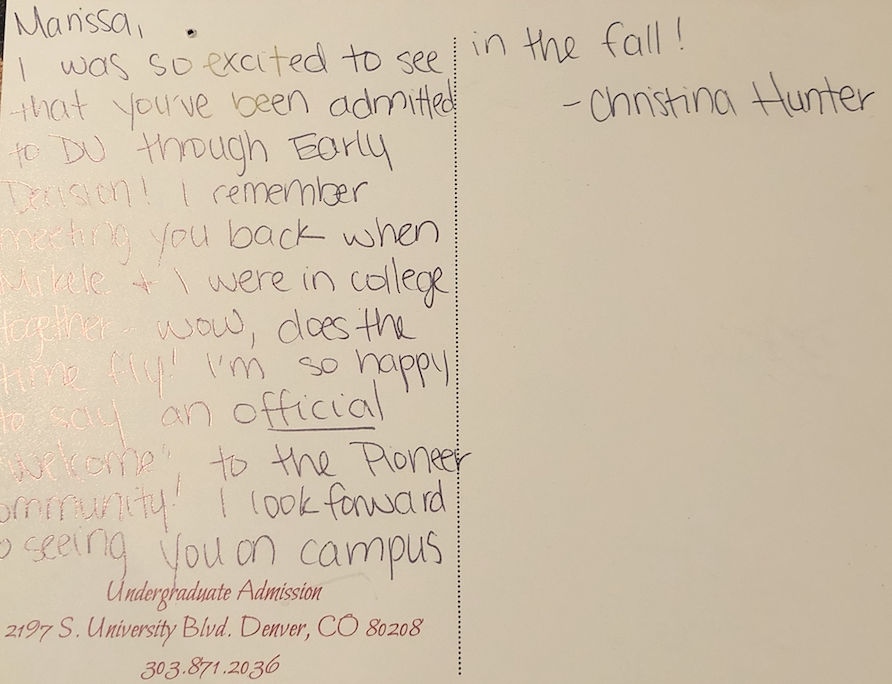 Marissa,
I was so excited to see
that you've been admitted
to DU through Early
Decision! I remember
meeting you back when
Mikele + I were in college
together - wow, does the
time fly! I'm so happy
to say an official
"welcome" to the Pioneer
ommunity! I look forward
o seeing you on campus
in the fall!
- Christina Hunter
Undergraduate Admission
2197 S. University Blvd. Denver, CO 80208
303.871.2036